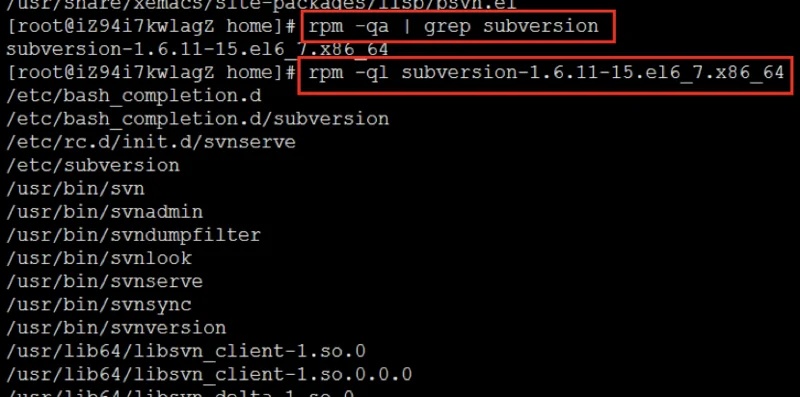 /usr/share/xemacs/site-packages/lisp/psvn.el
[root@iZ94i7kwlagZ home]# rpm -qa | grep subversion
subversion-1.6.11-15.el6_7.x86_64
[root@iZ94i7kwlagZ home]# rpm -ql subversion-1.6.11-15.el6_7.x86_64
/etc/bash_completion.d
/etc/bash_completion.d/subversion
/etc/rc.d/init.d/svnserve
/etc/subversion
/usr/bin/svn
/usr/bin/svnadmin
/usr/bin/svndumpfilter
/usr/bin/svnlook
/usr/bin/svnserve
/usr/bin/svnsync
/usr/bin/svnversion
/usr/lib64/libsvn_client-1.so.0
/usr/lib64/libsvn_client-1.so.0.0.0
/usr/lib64/libsvn_delta-1.so.0